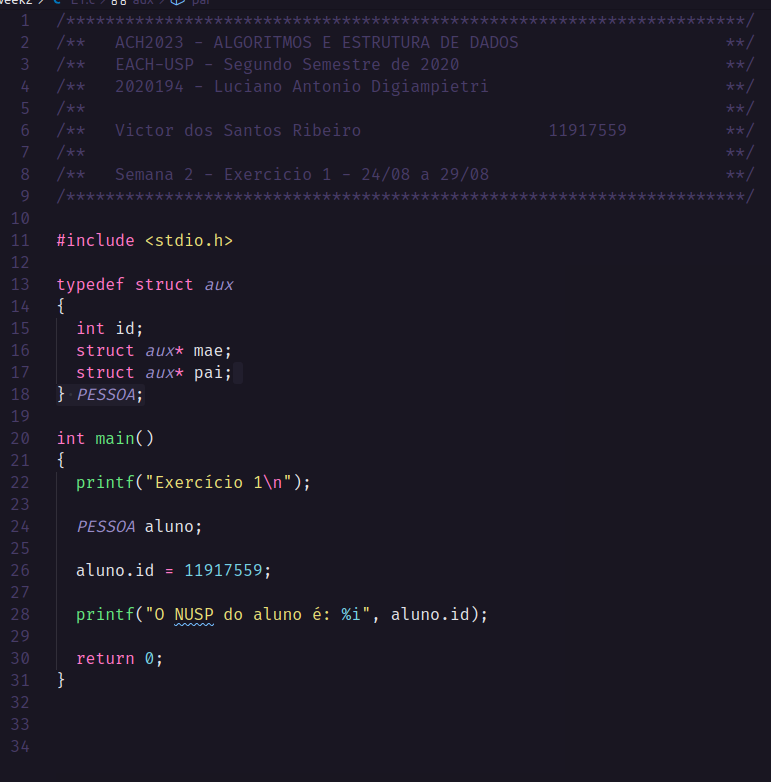 1 /*********************************************************************/
2 /** ACH2023 - ALGORITMOS E ESTRUTURA DE DADOS **/
3 /** EACH-USP - Segundo Semestre de 2020 **/
4 /** 2020194 - Luciano Antonio Digiampietri **/
5 /** **/
6 /** Victor dos Santos Ribeiro 11917559 **/
7 /** **/
8 /** Semana 2 - Exercicio 1 - 24/08 a 29/08 **/
9 /*********************************************************************/
10
11 #include <stdio.h>
12
13 typedef struct aux
14 {
15 int id;
16 struct aux* mae;
17 struct aux* pai;
18 } PESSOA;
19
20 int main()
21 {
22 printf("Exercício 1\n");
23
24 PESSOA aluno;
25
26 aluno.id = 11917559;
27
28 printf("O NUSP do aluno é: %i", aluno.id);
29
30 return 0;
31 }
32
33
34